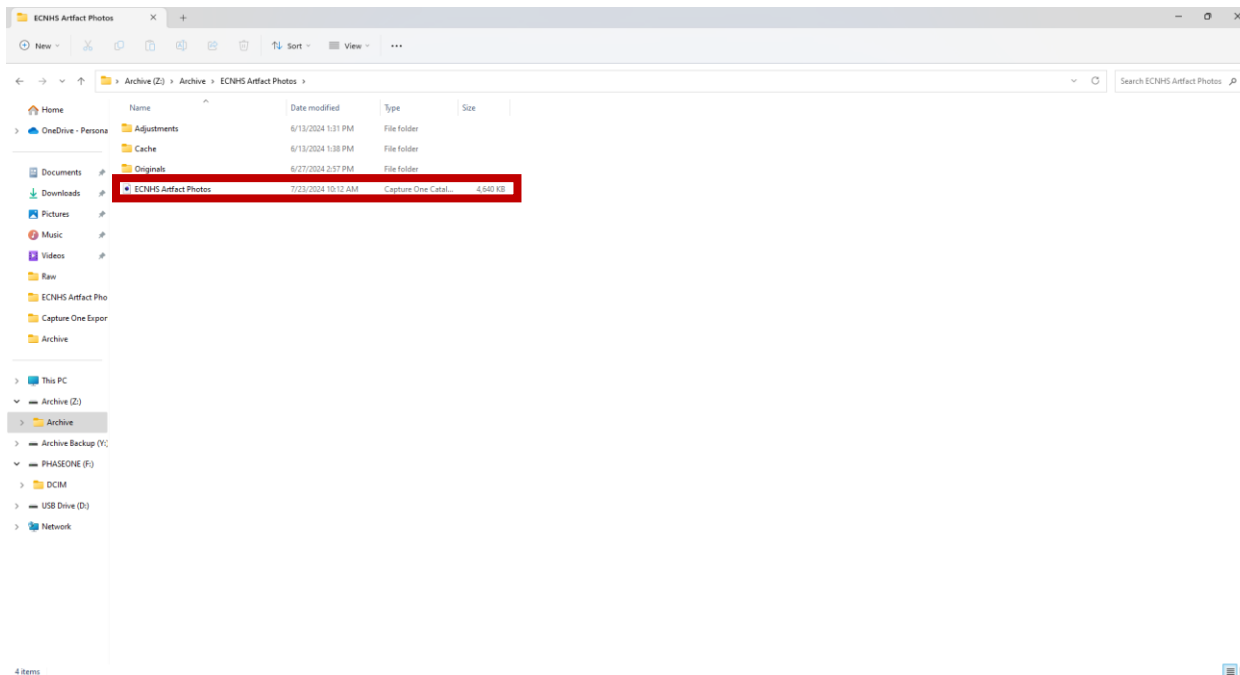 ECNHS Artfact Photos
New Sort View
Archive (Z:) Archive ECNHS Artfact Photos Search ECNHS Artfact Photos
Home Name Date modified Type Size
OneDrive - Persona Adjustments 6/13/2024 1:31 PM File folder
Cache 6/13/2024 1:38 PM File folder
Documents Originals 6/27/2024 2:57 PM File folder
Downloads ECNHS Artfact Photos 7/23/2024 10:12 AM Capture One Catal... 4,640 KB
Pictures
Music
Videos
Raw
ECNHS Artfact Pho
Capture One Expor
Archive
This PC
Archive (Z:)
Archive
Archive Backup (Y:)
PHASEONE (F:)
DCIM
USB Drive (D:)
Network
4 items